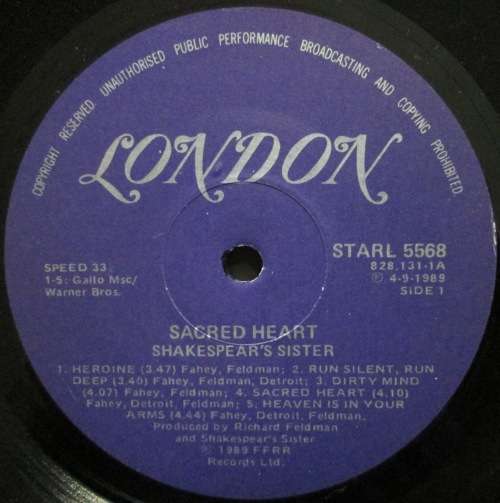 COPYRIGHT RESERVED UNAUTHORISED PUBLIC PERFORMANCE BROADCASTING AND COPYING PROHIBITED
LONDON
STARL 5568
828.131-1A
℗ 4-9-1989
SIDE 1
SPEED 33
1-5: Gallo Msc/
Warner Bros.
SACRED HEART
SHAKESPEAR'S SISTER
1. HEROINE (3.47) Fahey, Feldman; 2. RUN SILENT, RUN
DEEP (3.40) Fahey, Feldman, Detroit; 3. DIRTY MIND
(4.07) Fahey, Feldman; 4. SACRED HEART (4.10)
Fahey, Detroit, Feldman; 5. HEAVEN IS IN YOUR
ARMS (4.44) Fahey, Detroit, Feldman.
Produced by Richard Feldman
and Shakespear's Sister
℗ 1989 FFRR
Records Ltd.